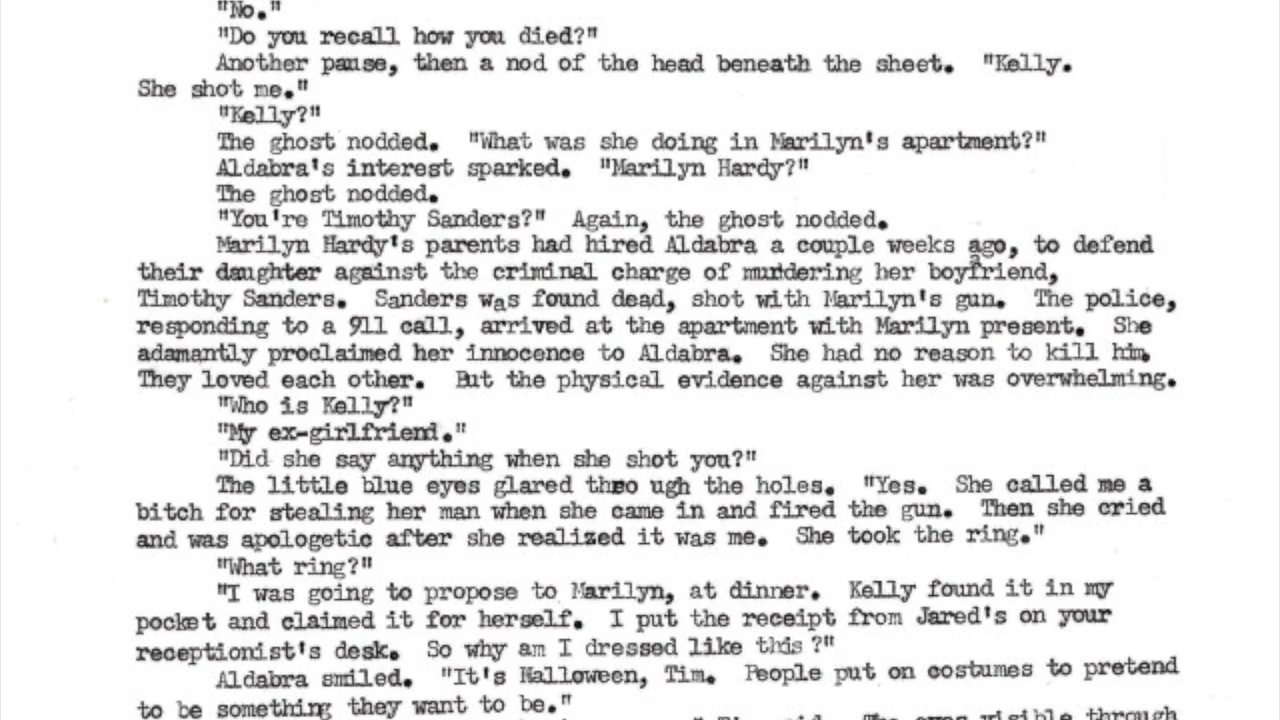 "No."
"Do you recall how you died?"
Another pause, then a nod of the head beneath the sheet. "Kelly.
She shot me."
"Kelly?"
The ghost nodded. "What was she doing in Marilyn's apartment?"
Aldabra's interest sparked. "Marilyn Hardy?"
The ghost nodded.
"You're Timothy Sanders?" Again, the ghost nodded.
Marilyn Hardy's parents had hired Aldabra a couple weeks ago, to defend
their daughter against the criminal charge of murdering her boyfriend,
Timothy Sanders. Sanders was found dead, shot with Marilyn's gun. The police,
responding to a 911 call, arrived at the apartment with Marilyn present. She
adamantly proclaimed her innocence to Aldabra. She had no reason to kill him.
They loved each other. But the physical evidence against her was overwhelming.
"Who is Kelly?"
"My ex-girlfriend."
"Did she say anything when she shot you?"
The little blue eyes glared thro ugh the holes. "Yes. She called me a
bitch for stealing her man when she came in and fired the gun. Then she cried
and was apologetic after she realized it was me. She took the ring."
"What ring?"
"I was going to propose to Marilyn, at dinner. Kelly found it in my
pocket and claimed it for herself. I put the receipt from Jared's on your
receptionist's desk. So why am I dressed like this ?"
Aldabra smiled. "It's Halloween, Tim. People put on costumes to pretend
to be something they want to be."
The eyes visible through